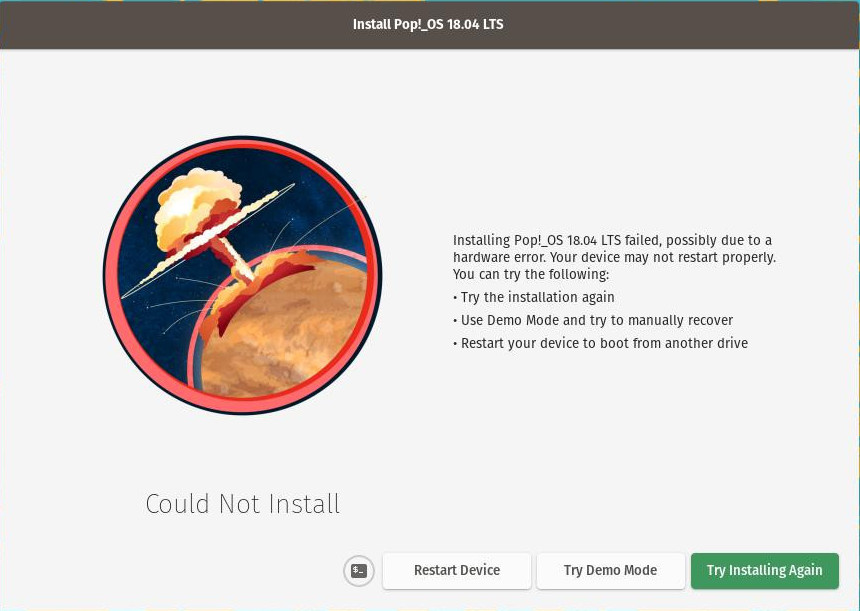 Install Pop!_OS 18.04 LTS
Installing Pop!_OS 18.04 LTS failed, possibly due to a
hardware error. Your device may not restart properly.
You can try the following:
• Try the installation again
• Use Demo Mode and try to manually recover
• Restart your device to boot from another drive
Could Not Install
$_
Restart Device
Try Demo Mode
Try Installing Again